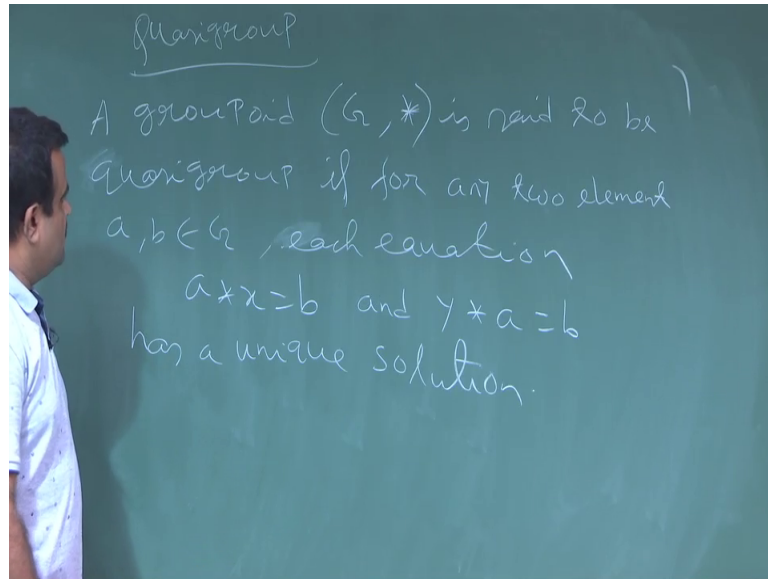 Quasigroup
A groupoid (G, *) is said to be
quasigroup if for any two element
a, b ∈ G, each equation
a * x = b and y * a = b
has a unique solution.